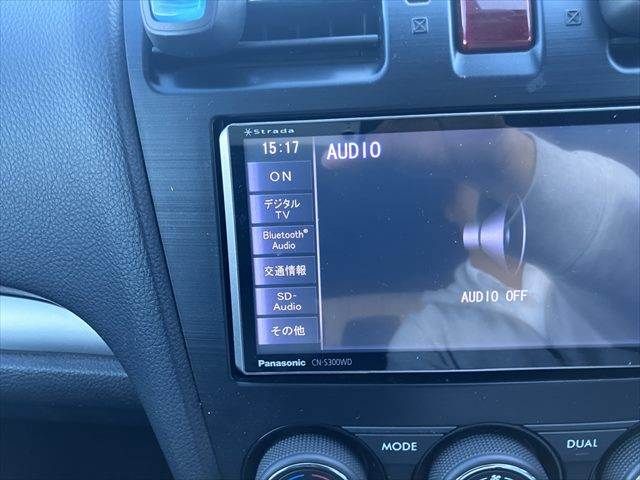 Strada
15:17
AUDIO
ON
デジタル
TV
Bluetooth®
Audio
交通情報
SD-
Audio
その他
AUDIO OFF
Panasonic CN-S300WD
MODE
DUAL